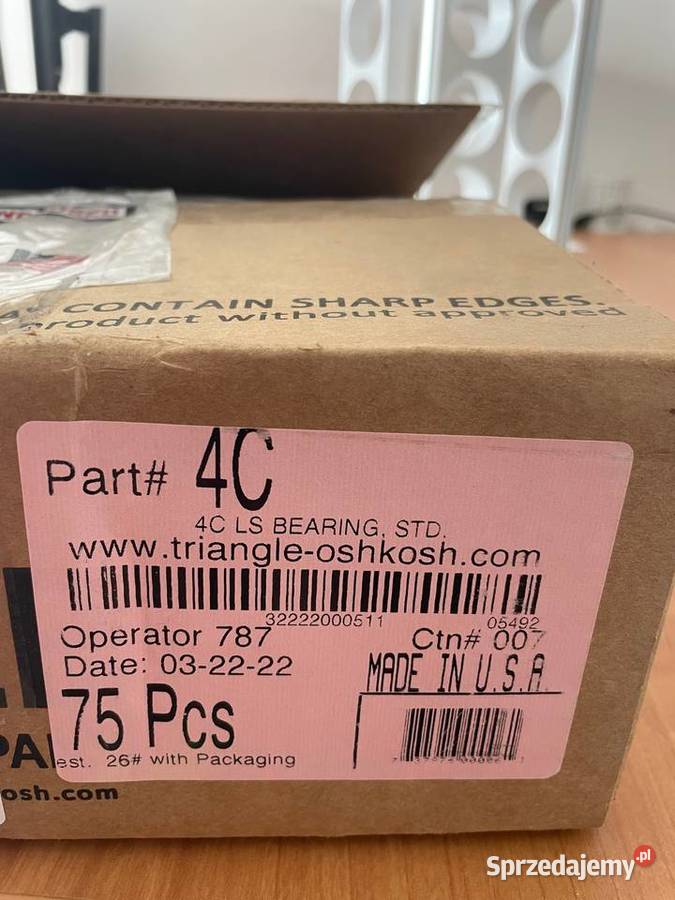 CONTAIN SHARP EDGES.
product without approved
Part# 4C
4C LS BEARING, STD.
www.triangle-oshkosh.com
32222000511
05492
Operator 787
Ctn# 007
Date: 03-22-22
MADE IN U.S.A.
75 Pcs
est. 26# with Packaging
PA
osh.com
Sprzedajemy.pl